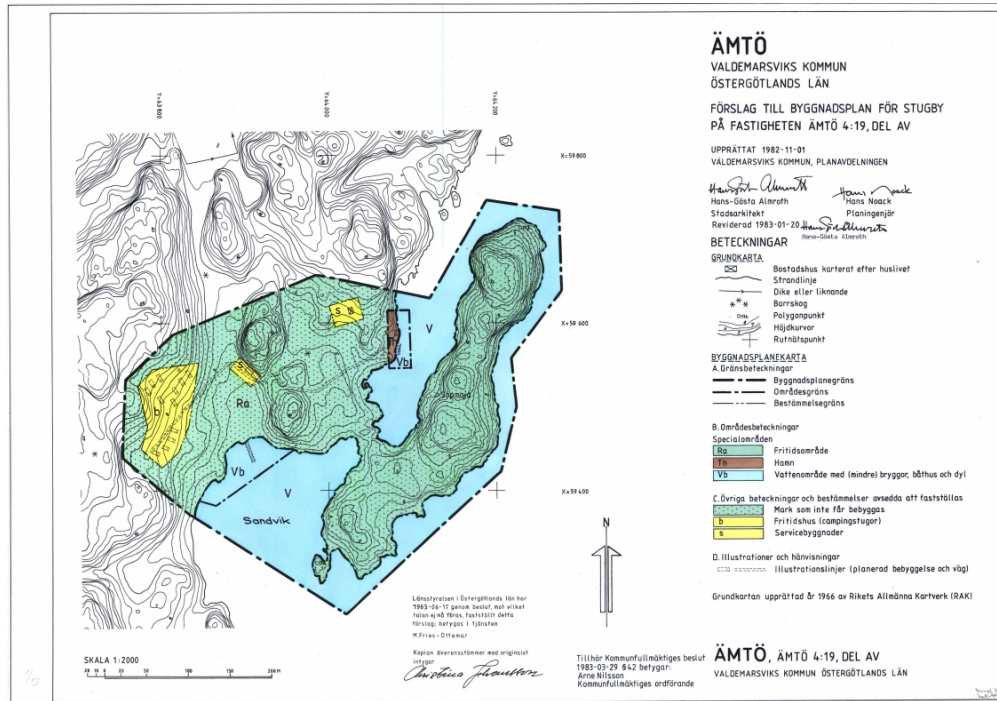 ÄMTÖ
VALDEMARSVIKS KOMMUN
ÖSTERGÖTLANDS LÄN
FÖRSLAG TILL BYGGNADSPLAN FÖR STUGBY
PÅ FASTIGHETEN ÄMTÖ 4:19, DEL AV
UPPRÄTTAT 1982-11-01
VALDEMARSVIKS KOMMUN, PLANAVDELNINGEN
Hans-Gösta Almroth
Hans Noack
Stadsarkitekt
Planingenjör
Reviderad 1983-01-20
Hans-Gösta Almroth
BETECKNINGAR
GRUNDKARTA
Bostadshus karterat efter huslivet
Strandlinje
Dike eller liknande
Barrskog
Polygonpunkt
Höjdkurvor
Rutnätspunkt
BYGGNADSPLANEKARTA
A. Gränsbeteckningar
Byggnadsplanegräns
Områdesgräns
Bestämmelsegräns
B. Områdesbeteckningar
Specialområden
Ra Fritidsområde
Th Hamn
Vb Vattenområde med (mindre) bryggor, båthus och dyl
C. Övriga beteckningar och bestämmelser avsedda att fastställas
Mark som inte får bebyggas
b Fritidshus (campingstugor)
s Servicebyggnader
D. Illustrationer och hänvisningar
Illustrationslinjer (planerad bebyggelse och väg)
Grundkartan upprättad år 1966 av Rikets Allmänna Kartverk (RAK)
Y=63 800
Y=64 000
Y=64 200
X=59 800
X=59 600
X=59 400
V
Vb
Ra
b
Vb
V
Sandvik
N
Länsstyrelsen i Östergötlands län har
1983-06-17 genom beslut, mot vilket
talan ej må föras, fastställt detta
förslag; betygas i tjänsten
M.Fries-Ottemar
Kopian överensstämmer med originalet
intygar
Christina Johansson
SKALA 1:2000
50
100
150
200 M
Tillhör Kommunfullmäktiges beslut
1983-03-29 §42 betygar:
Arne Nilsson
Kommunfullmäktiges ordförande
ÄMTÖ, ÄMTÖ 4:19, DEL AV
VALDEMARSVIKS KOMMUN ÖSTERGÖTLANDS LÄN